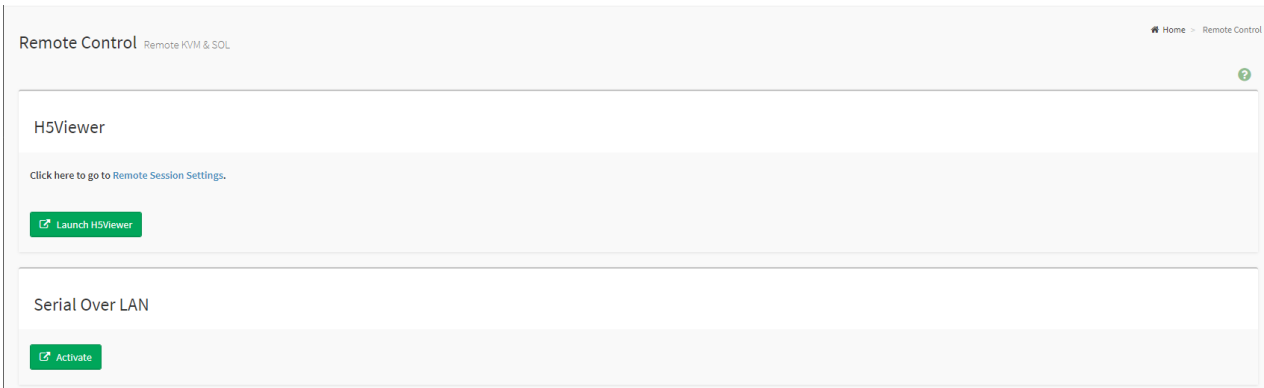 Remote Control Remote KVM & SOL
Home > Remote Control
H5Viewer
Click here to go to Remote Session Settings.
Launch H5Viewer
Serial Over LAN
Activate